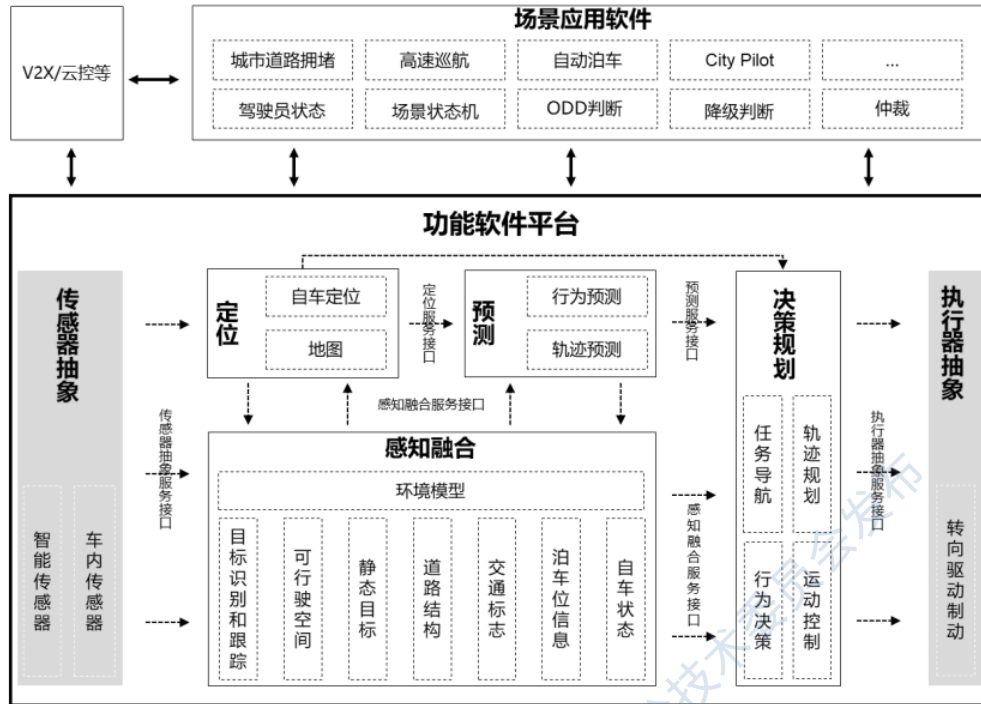 场景应用软件
V2X/云控等
城市道路拥堵
高速巡航
自动泊车
City Pilot
...
驾驶员状态
场景状态机
ODD判断
降级判断
仲裁
功能软件平台
传感器抽象
智能传感器
车内传感器
传感器抽象服务接口
定位
自车定位
地图
定位服务接口
预测
行为预测
轨迹预测
预测服务接口
感知融合服务接口
感知融合
环境模型
目标识别和跟踪
可行驶空间
静态目标
道路结构
交通标志
泊车位信息
自车状态
感知融合服务接口
决策规划
任务导航
轨迹规划
行为决策
运动控制
执行器抽象服务接口
执行器抽象
转向驱动制动
技术委员会发布